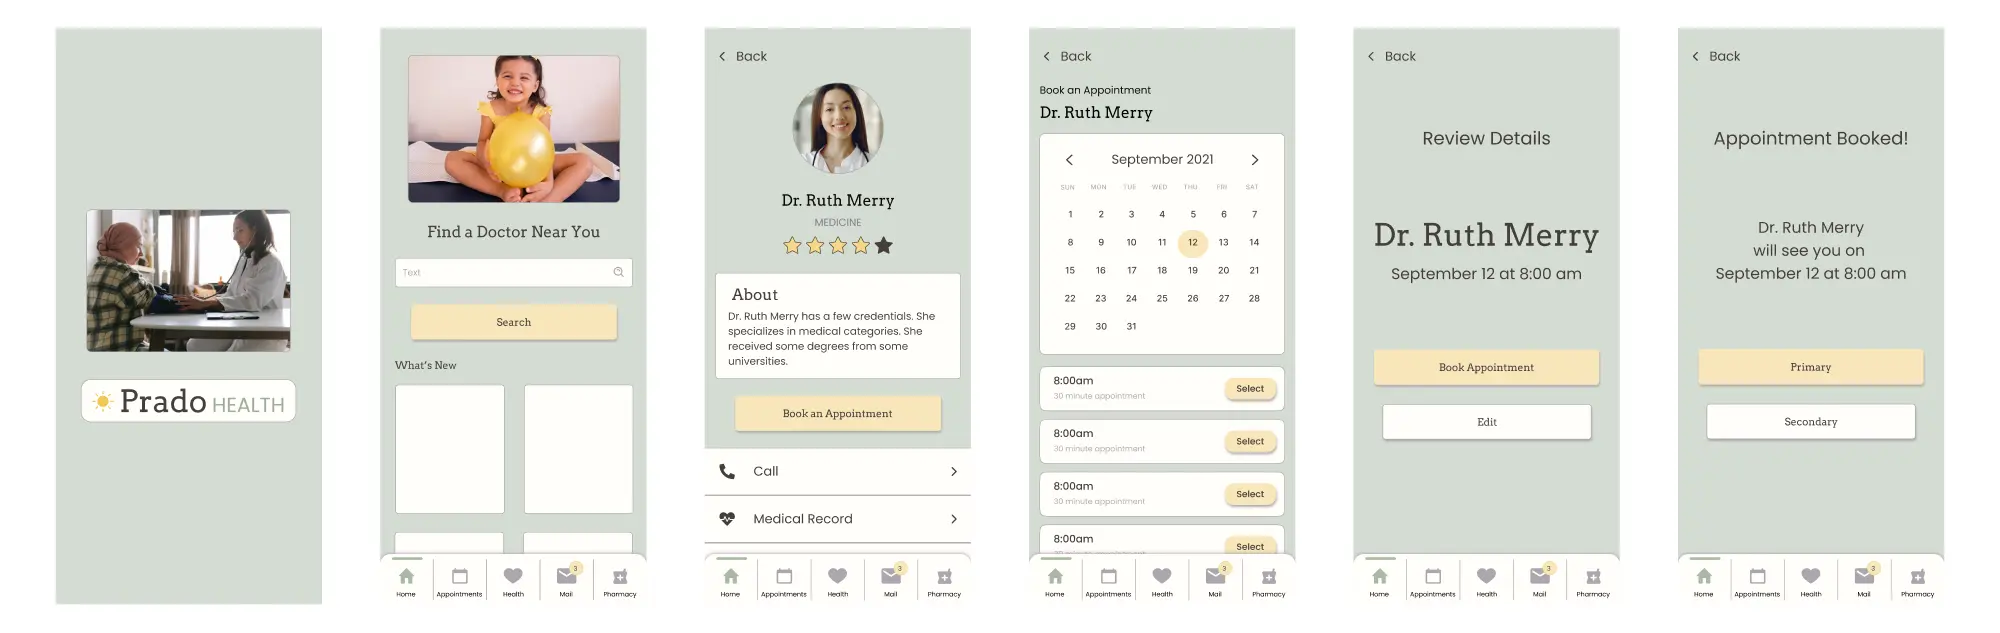 Prado HEALTH
Find a Doctor Near You
Text
Search
What's New
Home Appointments Health Mail Pharmacy
3
Back
Dr. Ruth Merry
MEDICINE
About
Dr. Ruth Merry has a few credentials. She
specializes in medical categories. She
received some degrees from some
universities.
Book an Appointment
Call
Medical Record
Home Appointments Health Mail Pharmacy
3
Back
Book an Appointment
Dr. Ruth Merry
September 2021
SUN MON TUE WED THU FRI SAT
1 2 3 4 5 6 7
8 9 10 11 12 13 14
15 16 17 18 19 20 21
22 23 24 25 26 27 28
29 30 31
8:00am
30 minute appointment
Select
8:00am
30 minute appointment
Select
8:00am
30 minute appointment
Select
8:00am
30 minute appointment
Select
Home Appointments Health Mail Pharmacy
3
Back
Review Details
Dr. Ruth Merry
September 12 at 8:00 am
Book Appointment
Edit
Home Appointments Health Mail Pharmacy
3
Back
Appointment Booked!
Dr. Ruth Merry
will see you on
September 12 at 8:00 am
Primary
Secondary
Home Appointments Health Mail Pharmacy
3